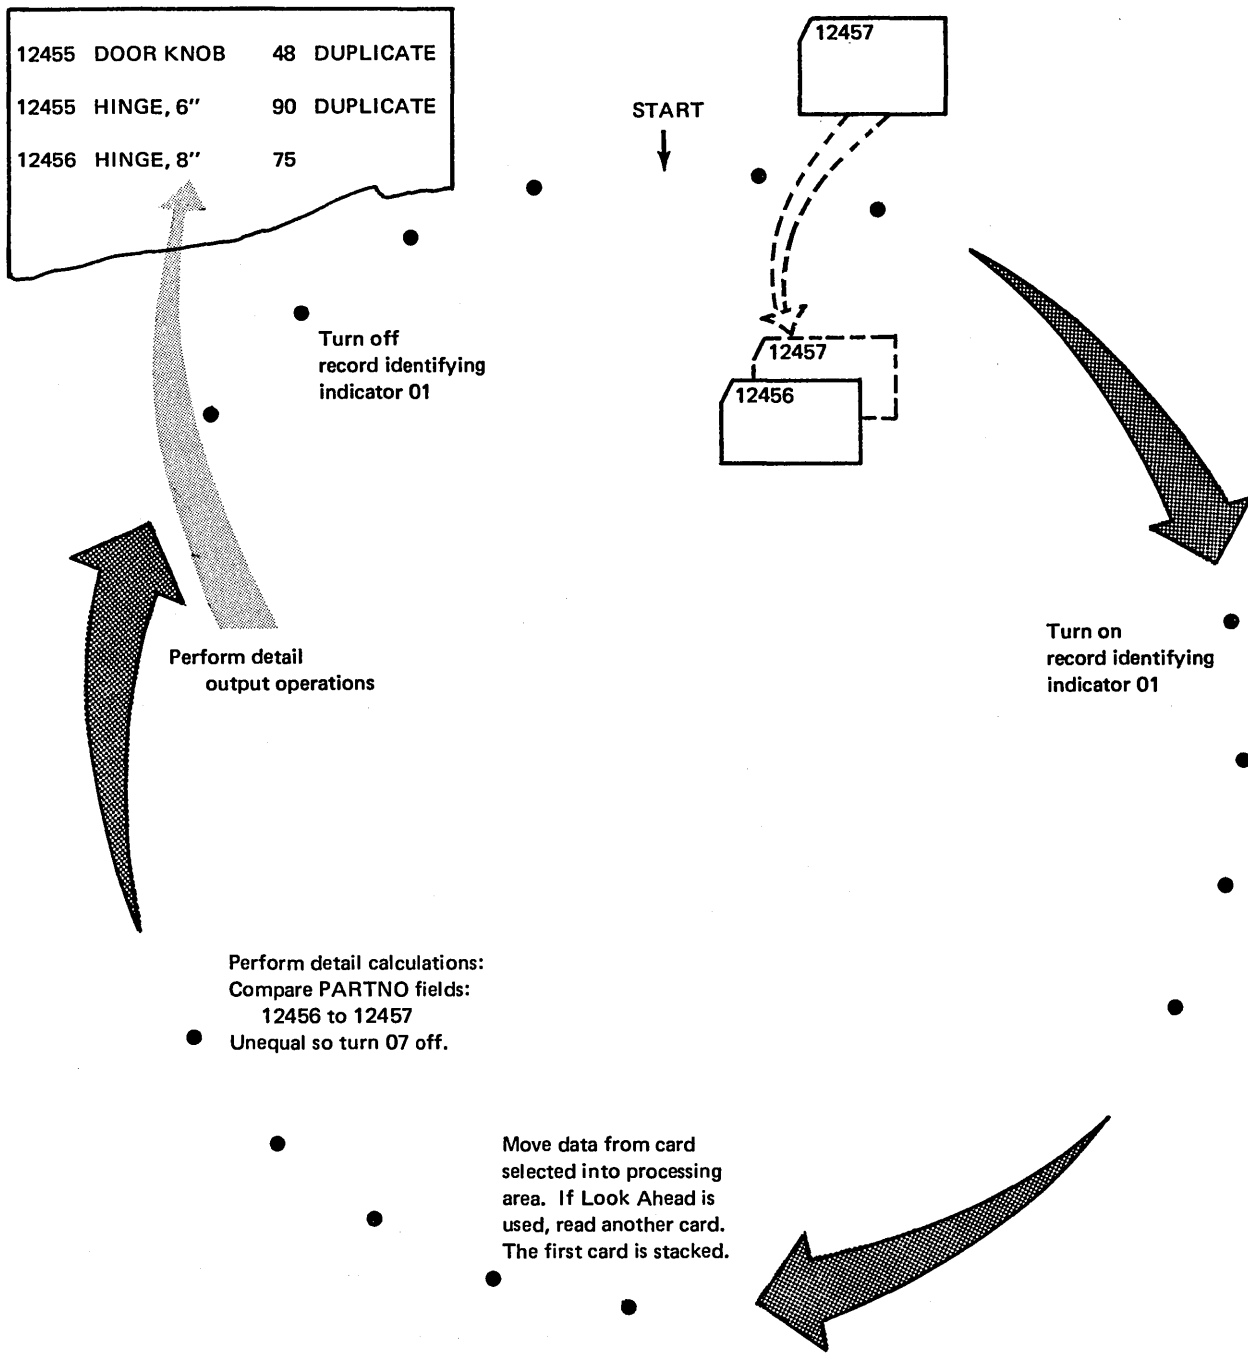 12455 DOOR KNOB 48 DUPLICATE
12455 HINGE, 6″ 90 DUPLICATE
12456 HINGE, 8″ 75
START
12457
12457
12456
Turn off
record identifying
indicator 01
Turn on
record identifying
indicator 01
Perform detail
output operations
Perform detail calculations:
Compare PARTNO fields:
12456 to 12457
Unequal so turn 07 off.
Move data from card
selected into processing
area. If Look Ahead is
used, read another card.
The first card is stacked.